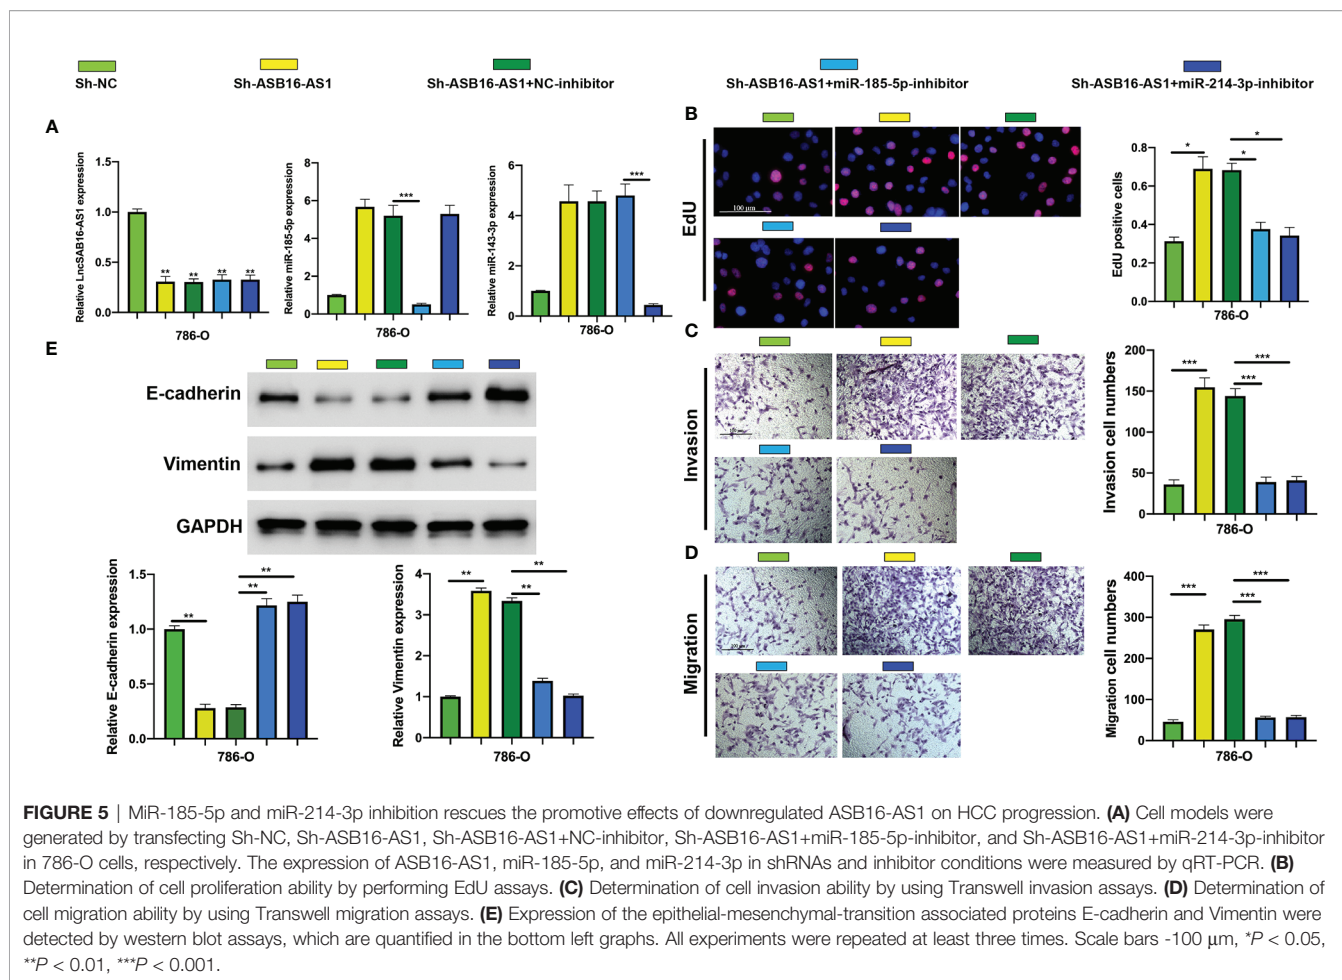 Sh-NC
Sh-ASB16-AS1
Sh-ASB16-AS1+NC-inhibitor
Sh-ASB16-AS1+miR-185-5p-inhibitor
Sh-ASB16-AS1+miR-214-3p-inhibitor
A
Relative LncSAB16-AS1 expression
1.5
1.0
0.5
0.0
** ** ** **
786-O
Relative miR-185-5p expression
8
6
4
2
0
***
786-O
Relative miR-143-3p expression
6
4
2
0
***
786-O
B
EdU
100 μm
EdU positive cells
0.8
0.6
0.4
0.2
0.0
*
*
*
786-O
C
Invasion
Invasion cell numbers
200
150
100
50
0
***
***
***
786-O
D
Migration
Migration cell numbers
400
300
200
100
0
***
***
***
786-O
E
E-cadherin
Vimentin
GAPDH
Relative E-cadherin expression
1.5
1.0
0.5
0.0
**
**
**
786-O
Relative Vimentin expression
4
3
2
1
0
**
**
**
786-O
FIGURE 5 | MiR-185-5p and miR-214-3p inhibition rescues the promotive effects of downregulated ASB16-AS1 on HCC progression. (A) Cell models were
generated by transfecting Sh-NC, Sh-ASB16-AS1, Sh-ASB16-AS1+NC-inhibitor, Sh-ASB16-AS1+miR-185-5p-inhibitor, and Sh-ASB16-AS1+miR-214-3p-inhibitor
in 786-O cells, respectively. The expression of ASB16-AS1, miR-185-5p, and miR-214-3p in shRNAs and inhibitor conditions were measured by qRT-PCR. (B)
Determination of cell proliferation ability by performing EdU assays. (C) Determination of cell invasion ability by using Transwell invasion assays. (D) Determination of
cell migration ability by using Transwell migration assays. (E) Expression of the epithelial-mesenchymal-transition associated proteins E-cadherin and Vimentin were
detected by western blot assays, which are quantified in the bottom left graphs. All experiments were repeated at least three times. Scale bars -100 μm, *P < 0.05,
**P < 0.01, ***P < 0.001.